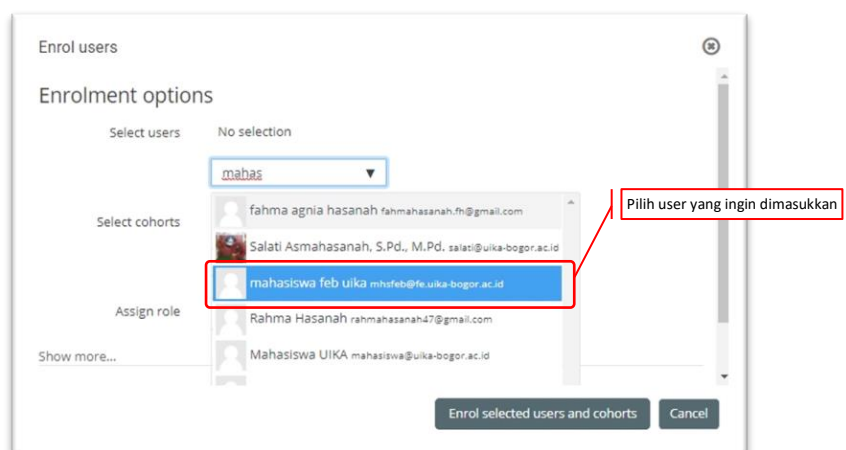 Enrol users
Enrolment options
Select users No selection
mahas
Pilih user yang ingin dimasukkan
Select cohorts
fahma agnia hasanah fahmahasanah.fh@gmail.com
Salati Asmahasanah, S.Pd., M.Pd. salati@uika-bogor.ac.id
mahasiswa feb uika mhsfeb@fe.uika-bogor.ac.id
Assign role
Rahma Hasanah rahmahasanah47@gmail.com
Show more...
Mahasiswa UIKA mahasiswa@uika-bogor.ac.id
Enrol selected users and cohorts Cancel